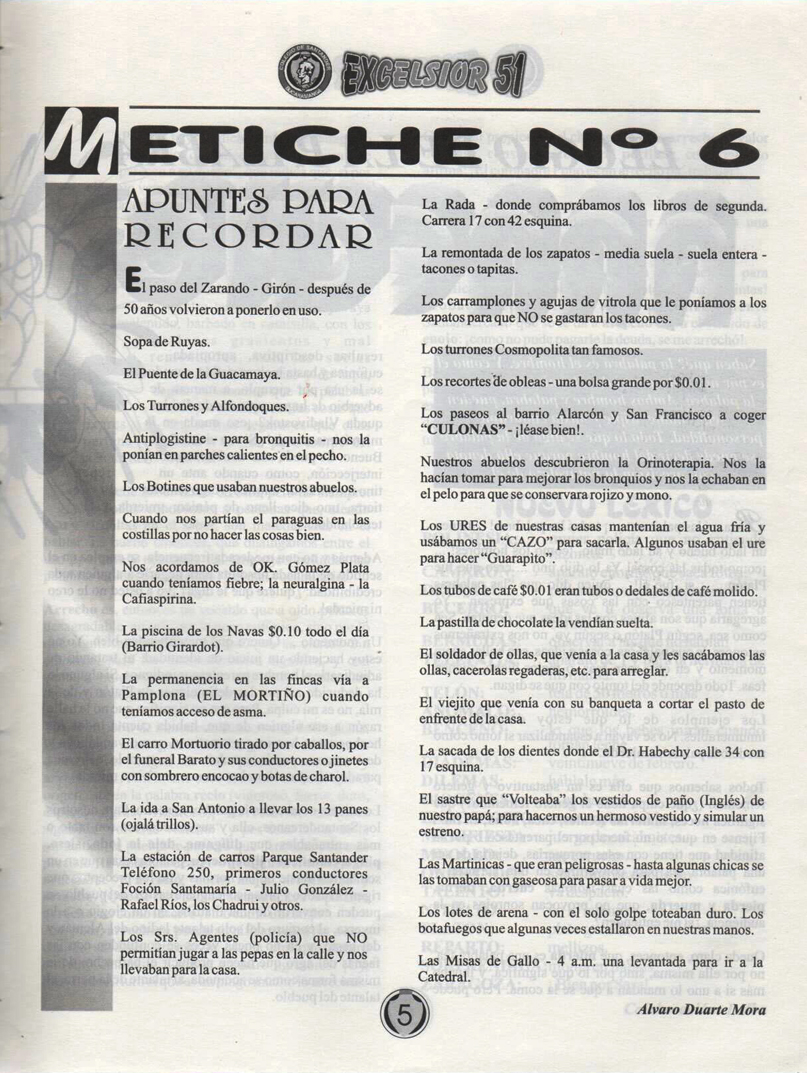 EXCELSIOR 51
METICHE Nº 6
APUNTES PARA
RECORDAR
El paso del Zarando - Girón - después de
50 años volvieron a ponerlo en uso.
Sopa de Ruyas.
El Puente de la Guacamaya.
Los Turrones y Alfondoques.
Antiplogistine - para bronquitis - nos la
ponían en parches calientes en el pecho.
Los Botines que usaban nuestros abuelos.
Cuando nos partían el paraguas en las
costillas por no hacer las cosas bien.
Nos acordamos de OK. Gómez Plata
cuando teníamos fiebre; la neuralgina - la
Cafiaspirina.
La piscina de los Navas $0.10 todo el día
(Barrio Girardot).
La permanencia en las fincas vía a
Pamplona (EL MORTIÑO) cuando
teníamos acceso de asma.
El carro Mortuorio tirado por caballos, por
el funeral Barato y sus conductores o jinetes
con sombrero encocao y botas de charol.
La ida a San Antonio a llevar los 13 panes
(ojalá trillos).
La estación de carros Parque Santander
Teléfono 250, primeros conductores
Foción Santamaría - Julio González -
Rafael Ríos, los Chadrui y otros.
Los Srs. Agentes (policía) que NO
permitían jugar a las pepas en la calle y nos
llevaban para la casa.
La Rada - donde comprábamos los libros de segunda.
Carrera 17 con 42 esquina.
La remontada de los zapatos - media suela - suela entera -
tacones o tapitas.
Los carramplones y agujas de vitrola que le poníamos a los
zapatos para que NO se gastaran los tacones.
Los turrones Cosmopolita tan famosos.
Los recortes de obleas - una bolsa grande por $0.01.
Los paseos al barrio Alarcón y San Francisco a coger
“CULONAS” - ¡léase bien!.
Nuestros abuelos descubrieron la Orinoterapia. Nos la
hacían tomar para mejorar los bronquios y nos la echaban en
el pelo para que se conservara rojizo y mono.
Los URES de nuestras casas mantenían el agua fría y
usábamos un “CAZO” para sacarla. Algunos usaban el ure
para hacer “Guarapito”.
Los tubos de café $0.01 eran tubos o dedales de café molido.
La pastilla de chocolate la vendían suelta.
El soldador de ollas, que venía a la casa y les sacábamos las
ollas, cacerolas regaderas, etc. para arreglar.
El viejito que venía con su banqueta a cortar el pasto de
enfrente de la casa.
La sacada de los dientes donde el Dr. Habechy calle 34 con
17 esquina.
El sastre que “Volteaba” los vestidos de paño (Inglés) de
nuestro papá; para hacernos un hermoso vestido y simular un
estreno.
Las Martinicas - que eran peligrosas - hasta algunas chicas se
las tomaban con gaseosa para pasar a vida mejor.
Los lotes de arena - con el solo golpe toteaban duro. Los
botafuegos que algunas veces estallaron en nuestras manos.
Las Misas de Gallo - 4 a.m. una levantada para ir a la
Catedral.
Alvaro Duarte Mora
5